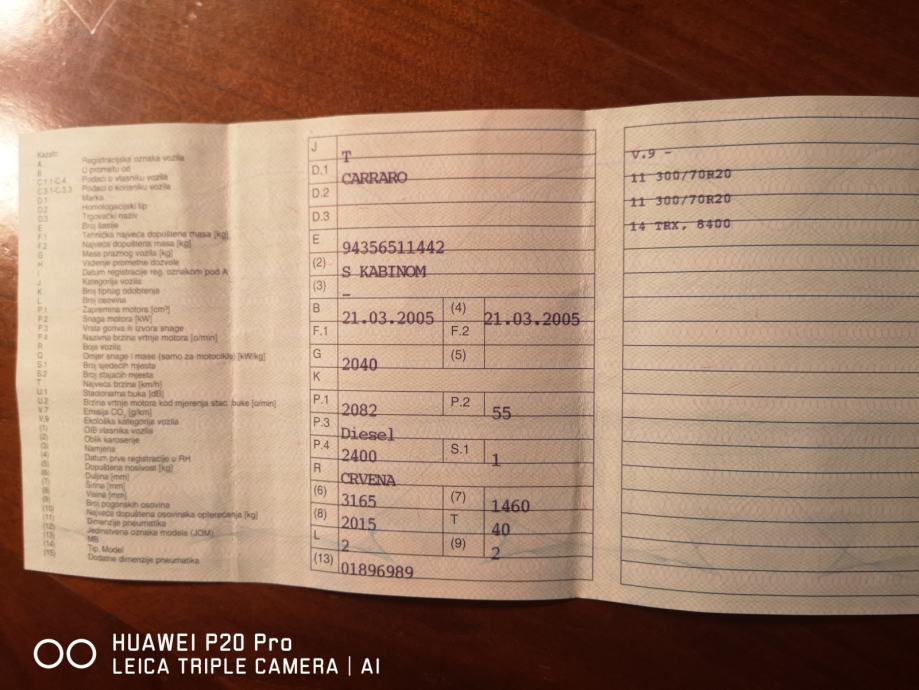 Kazalo:
A Registracijska oznaka vozila
B U prometu od
C.1.1-C.4 Podaci o vlasniku vozila
C.3.1-C.3.3 Podaci o korisniku vozila
D.1 Marka
D.2 Homologacijski tip
D.3 Trgovački naziv
E Broj šasije
F.1 Tehnička najveća dopuštena masa [kg]
F.2 Najveća dopuštena masa [kg]
G Masa praznog vozila [kg]
H Važenje prometne dozvole
I Datum registracije reg. oznakom pod A
J Kategorija vozila
K Broj tipnog odobrenja
L Broj osovina
P.1 Zapremina motora [cm³]
P.2 Snaga motora [kW]
P.3 Vrsta goriva ili izvora snage
P.4 Nazivna brzina vrtnje motora [o/min]
R Boja vozila
Q Omjer snage i mase (samo za motocikle) [kW/kg]
S.1 Broj sjedećih mjesta
S.2 Broj stajaćih mjesta
T Najveća brzina [km/h]
U.1 Stacionarna buka [dB]
U.2 Brzina vrtnje motora kod mjerenja stac. buke [o/min]
V.7 Emisija CO₂ [g/km]
V.9 Ekološka kategorija vozila
(1) OIB vlasnika vozila
(2) Oblik karoserije
(3) Namjena
(4) Datum prve registracije u RH
(5) Dopuštena nosivost [kg]
(6) Duljina [mm]
(7) Širina [mm]
(8) Visina [mm]
(9) Broj pogonskih osovina
(10) Najveća dopuštena osovinska opterećenja [kg]
(11) Dimenzije pneumatika
(12) Jedinstvena oznaka modela (JOM)
(13) MB
(14) Tip, Model
(15) Dodatne dimenzije pneumatika
J T
D.1 CARRARO
D.2
D.3
E 94356511442
(2) S KABINOM
(3) –
B 21.03.2005 (4) 21.03.2005
F.1 F.2
G 2040 (5)
K
P.1 2082 P.2 55
P.3 Diesel
P.4 2400 S.1 1
R CRVENA
(6) 3165 (7) 1460
(8) 2015 T 40
L 2 (9) 2
(13) 01896989
V.9 -
11 300/70R20
11 300/70R20
14 TRX, 8400
HUAWEI P20 Pro
LEICA TRIPLE CAMERA | AI